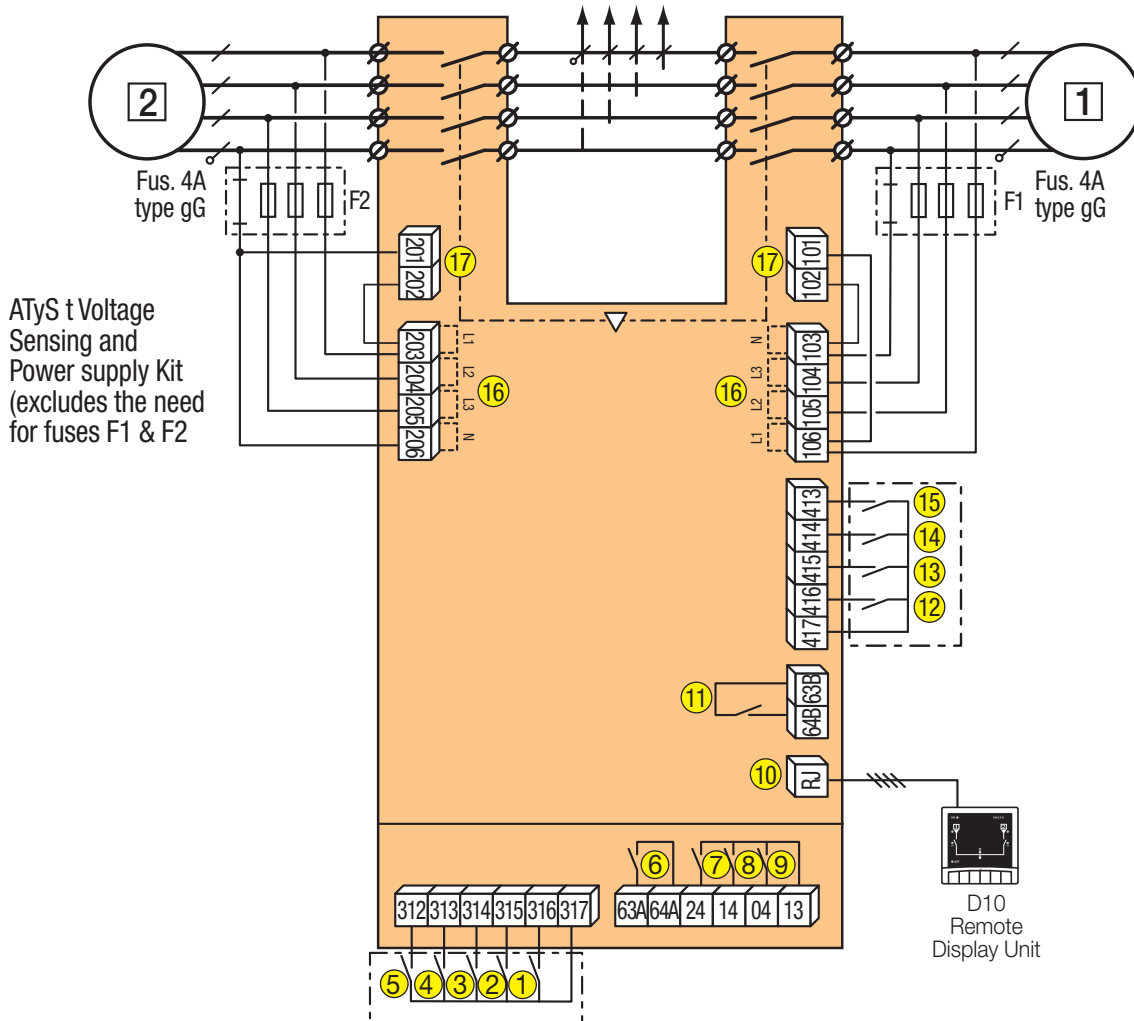 2
1
Fus. 4A
type gG
F2
F1
Fus. 4A
type gG
201
202
17
17
101
102
ATyS t Voltage
Sensing and
Power supply Kit
(excludes the need
for fuses F1 & F2
203
204
205
206
L1
L2
L3
N
16
16
N
L3
L2
L1
103
104
105
106
413
414
415
416
417
15
14
13
12
11
63B
64B
10
RJ
D10
Remote
Display Unit
6
7
8
9
312 313 314 315 316 317
63A 64A 24 14 04 13
5 4 3 2 1